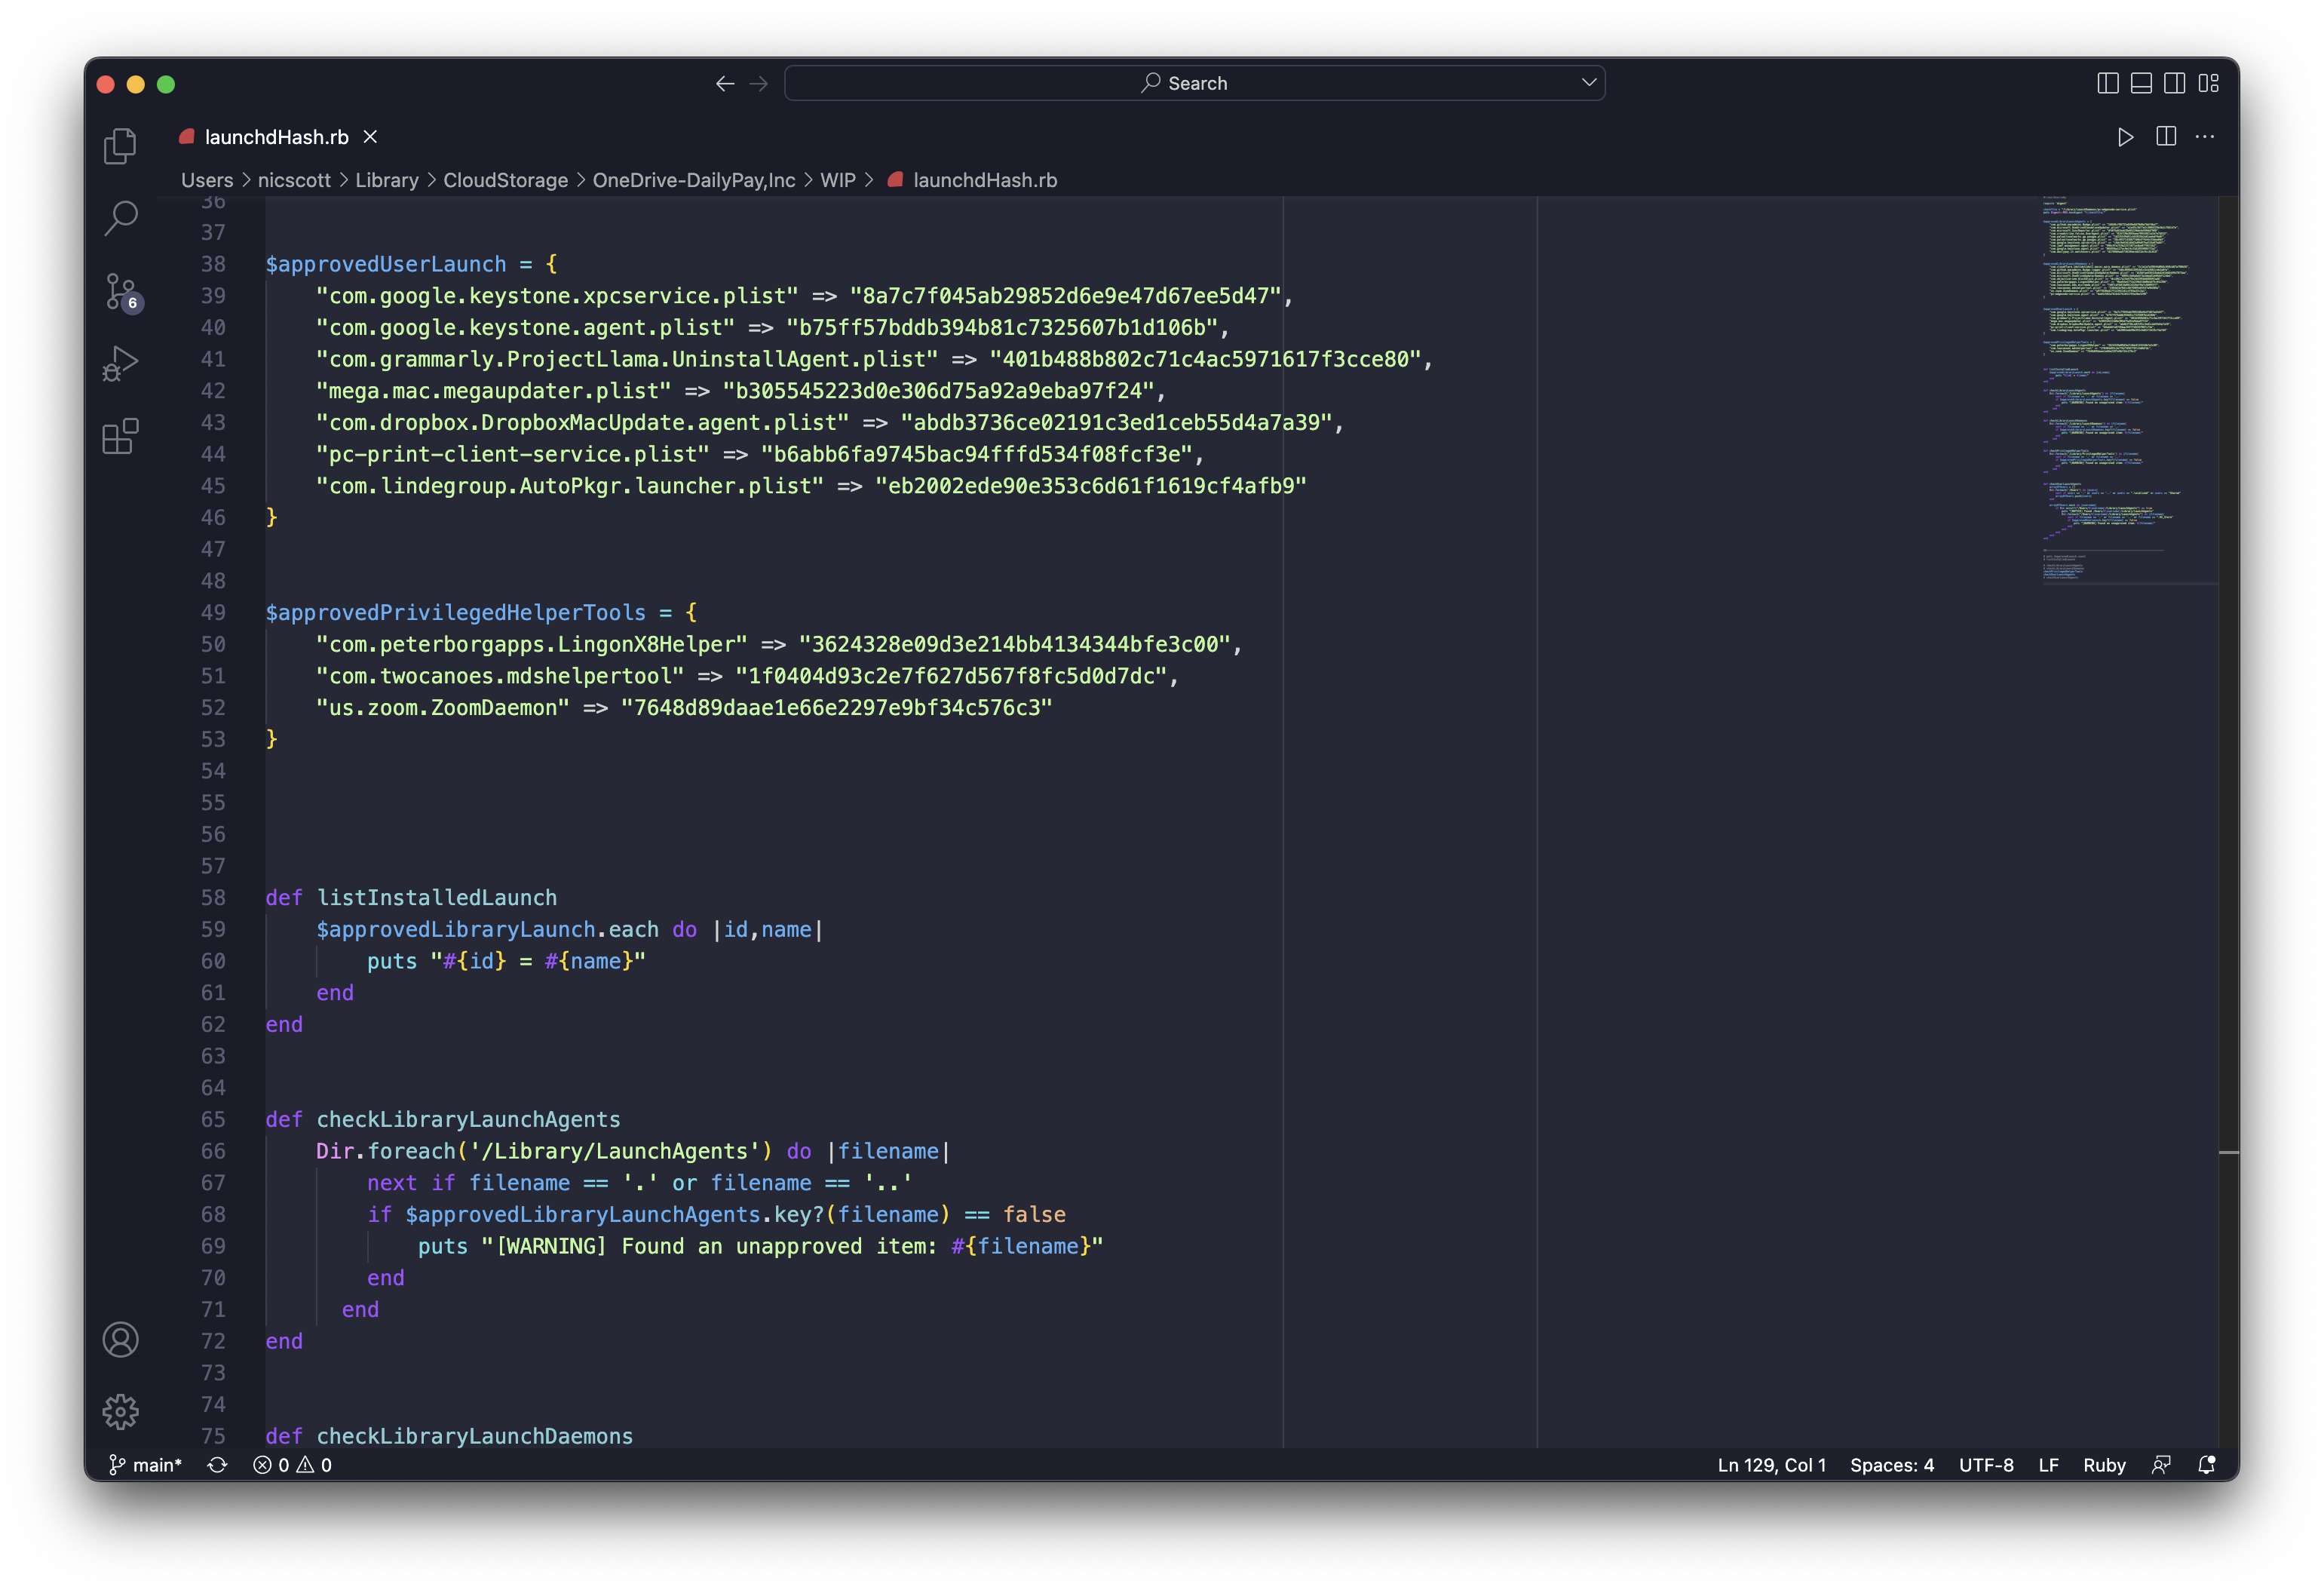 Search
launchdHash.rb
Users > nicscott > Library > CloudStorage > OneDrive-DailyPay,Inc > WIP > launchdHash.rb
36
37
38 $approvedUserLaunch = {
39     "com.google.keystone.xpcservice.plist" => "8a7c7f045ab29852d6e9e47d67ee5d47",
40     "com.google.keystone.agent.plist" => "b75ff57bddb394b81c7325607b1d106b",
41     "com.grammarly.ProjectLlama.UninstallAgent.plist" => "401b488b802c71c4ac5971617f3cce80",
42     "mega.mac.megaupdater.plist" => "b305545223d0e306d75a92a9eba97f24",
43     "com.dropbox.DropboxMacUpdate.agent.plist" => "abdb3736ce02191c3ed1ceb55d4a7a39",
44     "pc-print-client-service.plist" => "b6abb6fa9745bac94fffd534f08fcf3e",
45     "com.lindegroup.AutoPkgr.launcher.plist" => "eb2002ede90e353c6d61f1619cf4afb9"
46 }
47
48
49 $approvedPrivilegedHelperTools = {
50     "com.peterborgapps.LingonX8Helper" => "3624328e09d3e214bb4134344bfe3c00",
51     "com.twocanoes.mdshelpertool" => "1f0404d93c2e7f627d567f8fc5d0d7dc",
52     "us.zoom.ZoomDaemon" => "7648d89daae1e66e2297e9bf34c576c3"
53 }
54
55
56
57
58 def listInstalledLaunch
59     $approvedLibraryLaunch.each do |id,name|
60         puts "#{id} = #{name}"
61     end
62 end
63
64
65 def checkLibraryLaunchAgents
66     Dir.foreach('/Library/LaunchAgents') do |filename|
67         next if filename == '.' or filename == '..'
68         if $approvedLibraryLaunchAgents.key?(filename) == false
69             puts "[WARNING] Found an unapproved item: #{filename}"
70         end
71       end
72 end
73
74
75 def checkLibraryLaunchDaemons
6
main* 0 0 Ln 129, Col 1 Spaces: 4 UTF-8 LF Ruby